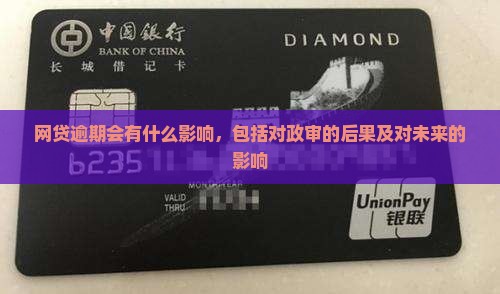 中国银行
BANK OF CHINA
DIAMOND
长城借记卡
网贷逾期会有什么影响，包括对政审的后果及对未来的
影响
6235
MONTH/YEAR
VALID
THRU
UnionPay
银联